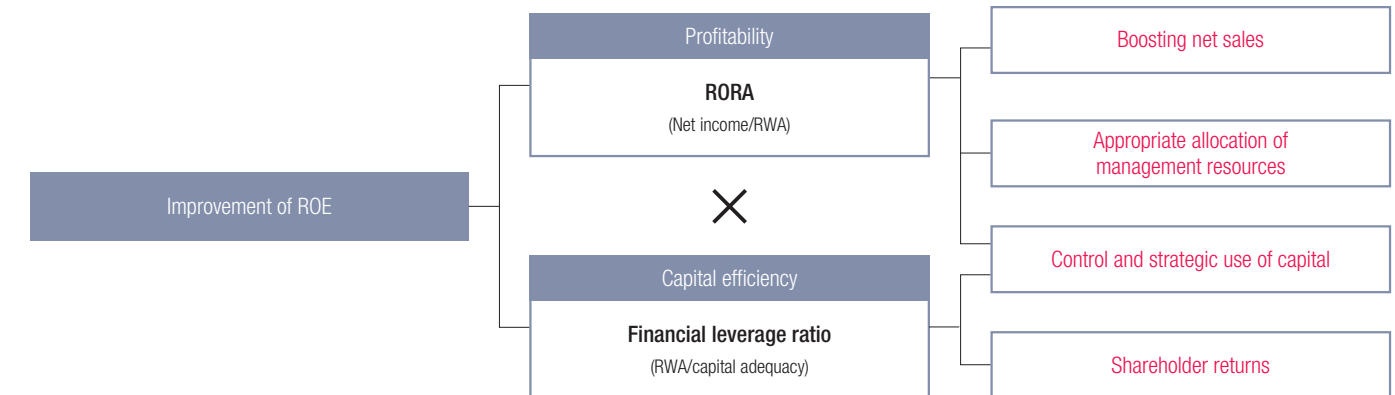 Improvement of ROE
Profitability
RORA
(Net income/RWA)
×
Capital efficiency
Financial leverage ratio
(RWA/capital adequacy)
Boosting net sales
Appropriate allocation of
management resources
Control and strategic use of capital
Shareholder returns